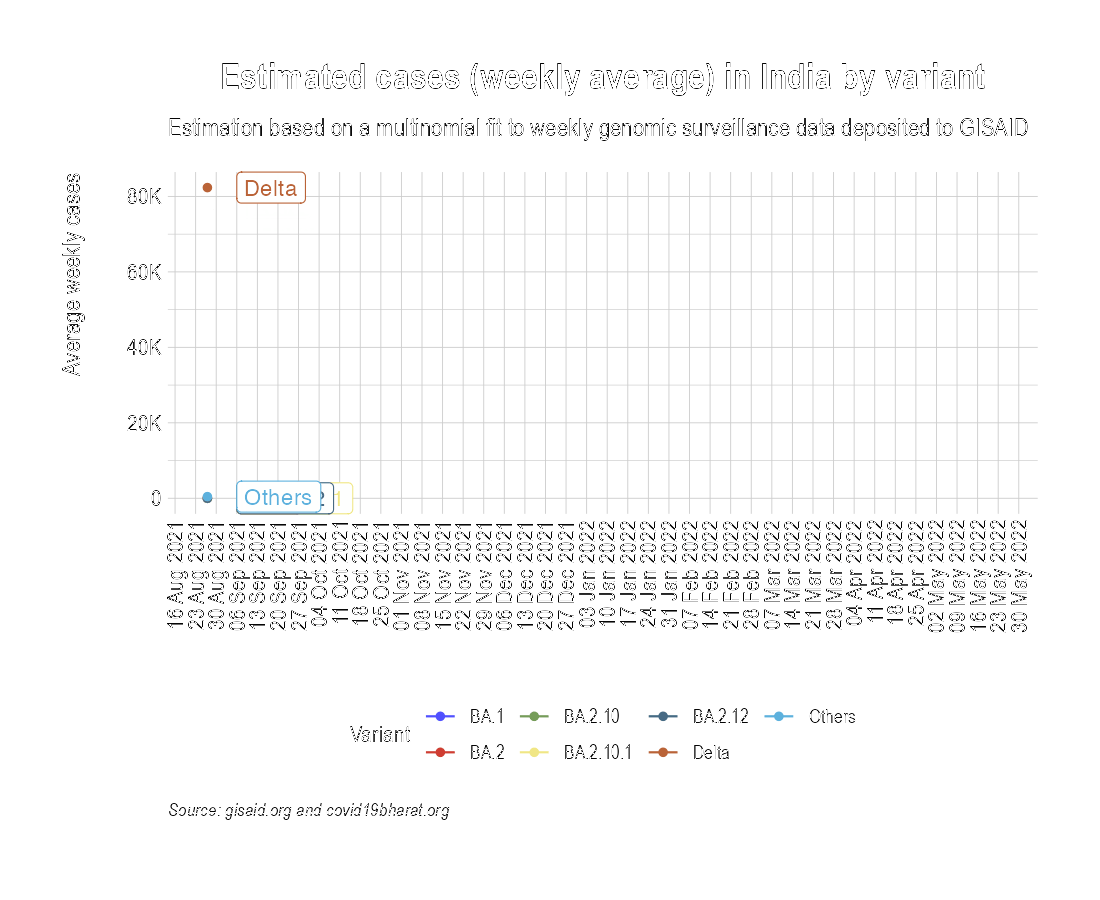 Estimated cases (weekly average) in India by variant
Estimation based on a multinomial fit to weekly genomic surveillance data deposited to GISAID
Average weekly cases
80K
60K
40K
20K
0
Delta
Others
2
1
16 Aug 2021
23 Aug 2021
30 Aug 2021
06 Sep 2021
13 Sep 2021
20 Sep 2021
27 Sep 2021
04 Oct 2021
11 Oct 2021
18 Oct 2021
25 Oct 2021
01 Nov 2021
08 Nov 2021
15 Nov 2021
22 Nov 2021
29 Nov 2021
06 Dec 2021
13 Dec 2021
20 Dec 2021
27 Dec 2021
03 Jan 2022
10 Jan 2022
17 Jan 2022
24 Jan 2022
31 Jan 2022
07 Feb 2022
14 Feb 2022
21 Feb 2022
28 Feb 2022
07 Mar 2022
14 Mar 2022
21 Mar 2022
28 Mar 2022
04 Apr 2022
11 Apr 2022
18 Apr 2022
25 Apr 2022
02 May 2022
09 May 2022
16 May 2022
23 May 2022
30 May 2022
Variant
BA.1
BA.2.10
BA.2.12
Others
BA.2
BA.2.10.1
Delta
Source: gisaid.org and covid19bharat.org